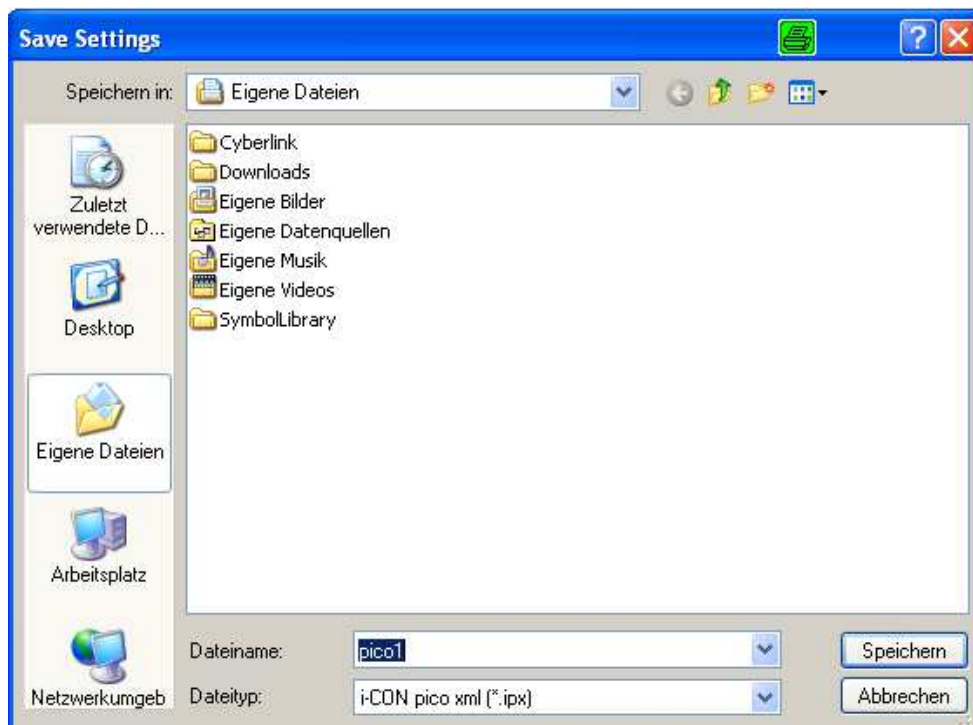 Save Settings
?
Speichern in:
Eigene Dateien
Cyberlink
Downloads
Eigene Bilder
Eigene Datenquellen
Eigene Musik
Eigene Videos
SymbolLibrary
Zuletzt
verwendete D...
Desktop
Eigene Dateien
Arbeitsplatz
Netzwerkumgeb
Dateiname:
pico1
Speichern
Dateityp:
i-CON pico xml (*.ipx)
Abbrechen